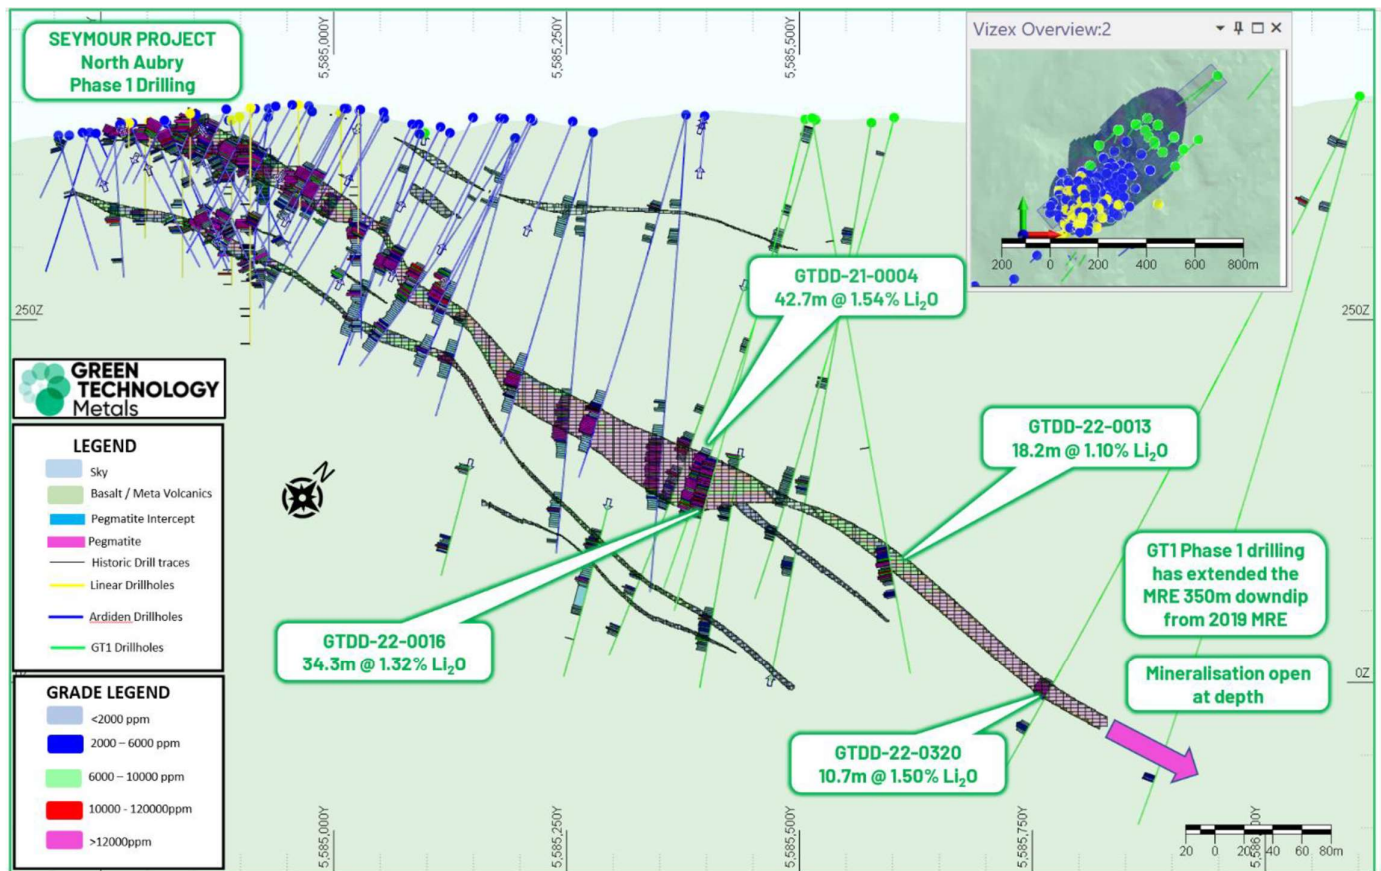 SEYMOUR PROJECT
North Aubry
Phase 1 Drilling
5,585,000Y
5,585,250Y
5,585,500Y
Vizex Overview:2
200 0 200 400 600 800m
250Z
250Z
GTDD-21-0004
42.7m @ 1.54% Li₂O
GREEN
TECHNOLOGY
Metals
LEGEND
Sky
Basalt / Meta Volcanics
Pegmatite Intercept
Pegmatite
Historic Drill traces
Linear Drillholes
Ardiden Drillholes
GT1 Drillholes
N
GTDD-22-0013
18.2m @ 1.10% Li₂O
GT1 Phase 1 drilling
has extended the
MRE 350m downdip
from 2019 MRE
GTDD-22-0016
34.3m @ 1.32% Li₂O
Mineralisation open
at depth
0Z
GRADE LEGEND
<2000 ppm
2000 – 6000 ppm
6000 – 10000 ppm
10000 - 120000ppm
>12000ppm
GTDD-22-0320
10.7m @ 1.50% Li₂O
5,585,000Y
5,585,250Y
5,585,500Y
5,585,750Y
20 0 20 40 60 80m